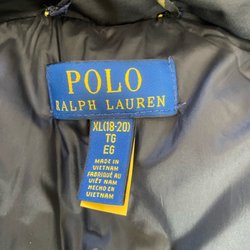 POLO
RALPH LAUREN
XL(18-20)
TG
EG
MADE IN
VIETNAM
FABRIQUÉ AU
VIÊT NAM
HECHO EN
VIETNAM